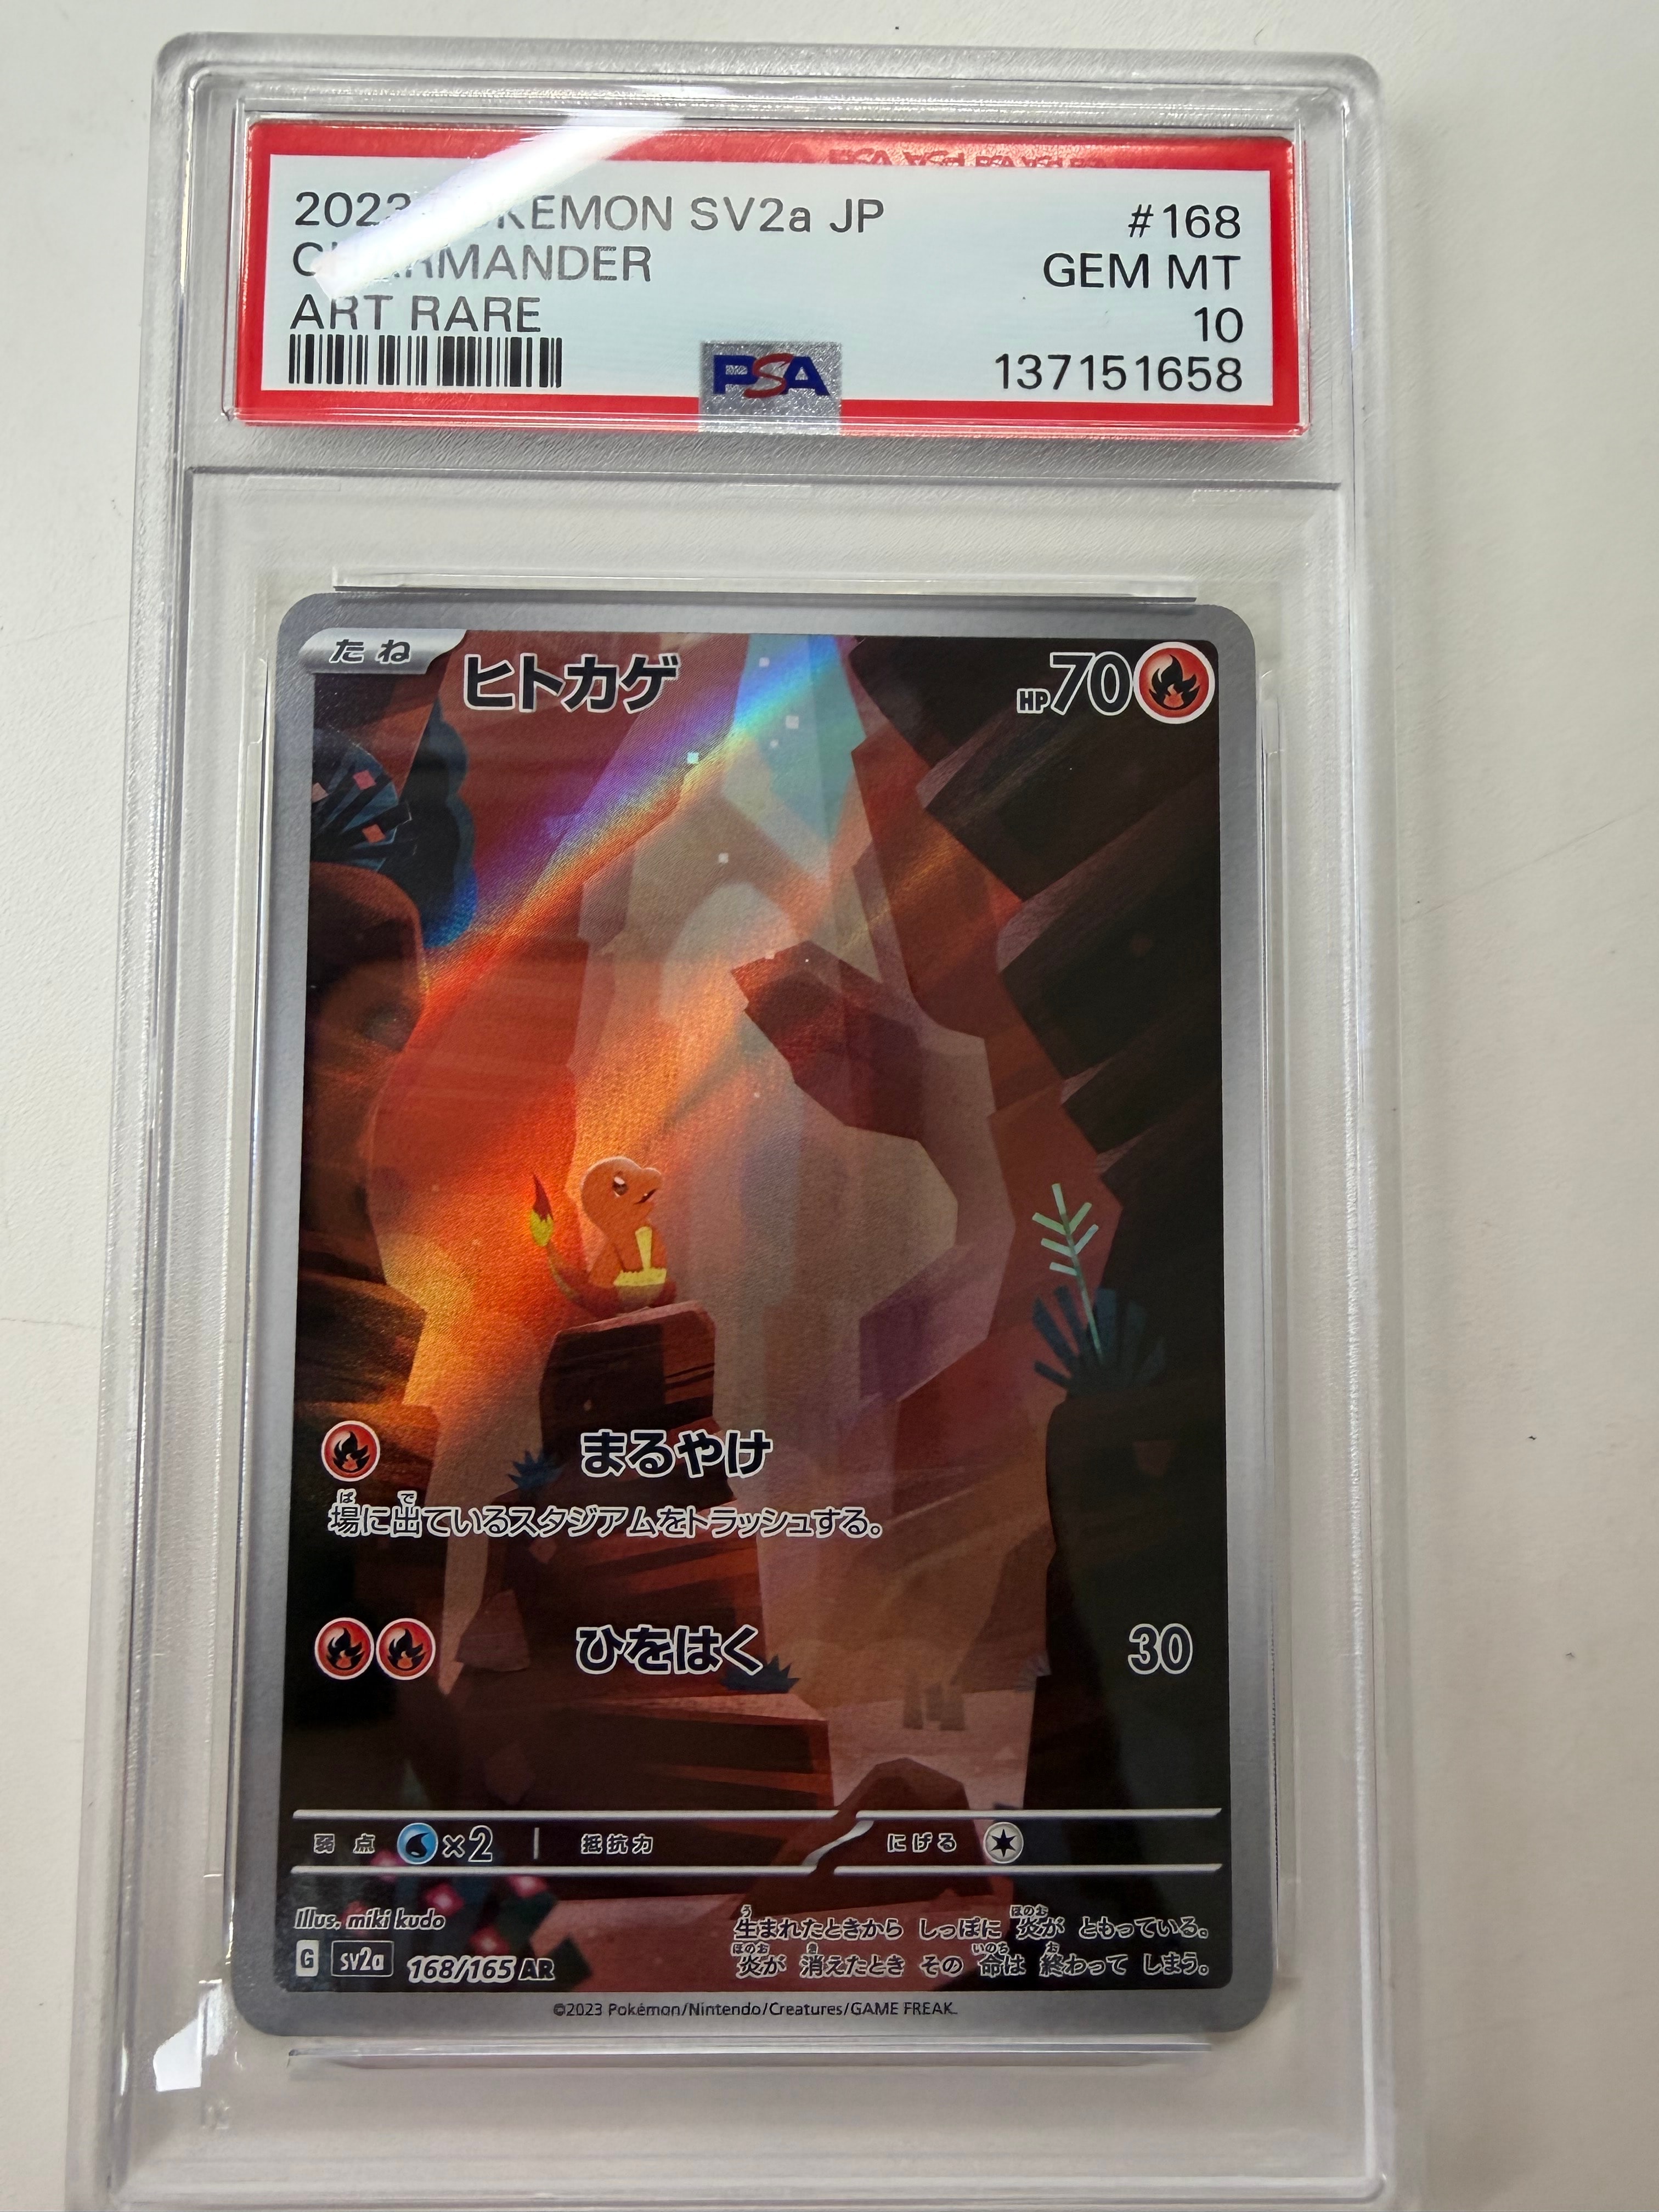 2023 POKEMON SV2a JP #168
CHARMANDER GEM MT
ART RARE 10
PSA 137151658
たね ヒトカゲ HP70
まるやけ
場に出ているスタジアムをトラッシュする。
ひをはく 30
弱点 ×2 抵抗力 にげる
Illus. miki kudo
G sv2a 168/165 AR
生まれたときから しっぽに 炎が ともっている。
炎が 消えたとき その 命は 終わって しまう。
©2023 Pokémon/Nintendo/Creatures/GAME FREAK.